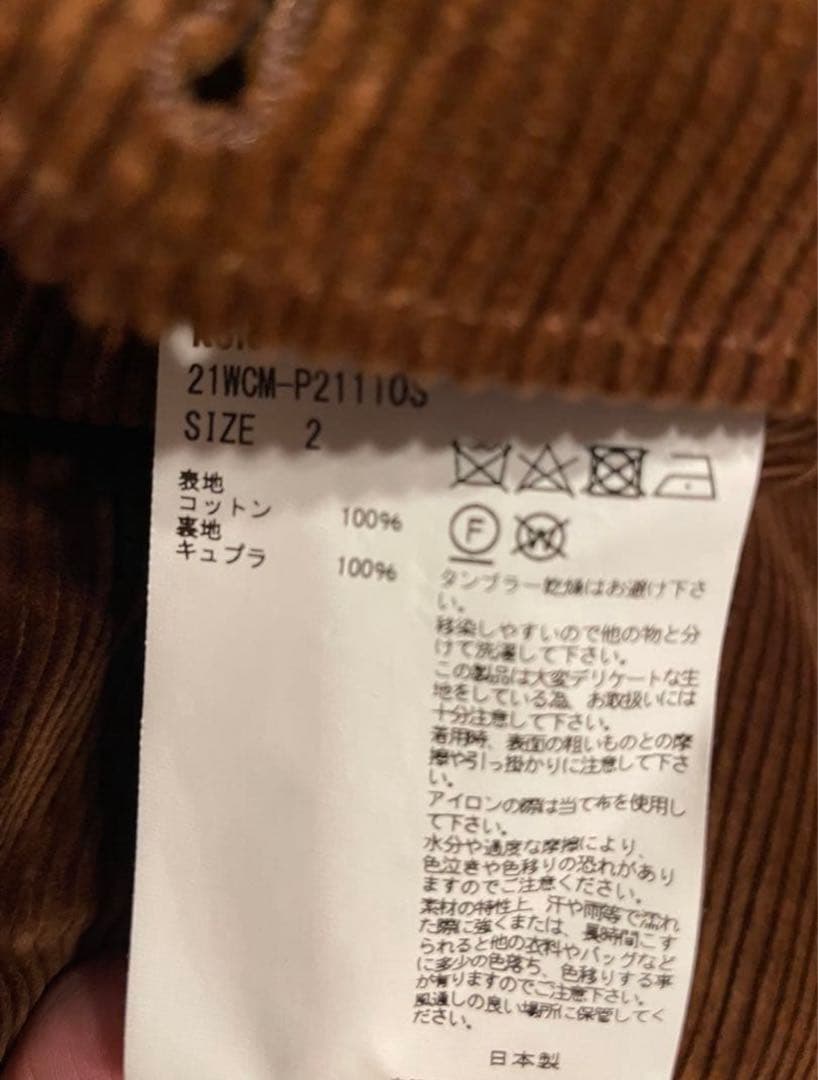 21WCM-P21110S
SIZE 2
表地
コットン 100%
裏地
キュプラ 100%
F
W
タンブラー乾燥はお避け下さ
い。
移染しやすいので他の物と分
けて洗濯して下さい。
この製品は大変デリケートな生
地をしている為、お取扱いには
十分注意して下さい。
着用時、表面の粗いものとの摩
擦や引っ掛かりに注意して下さ
い。
アイロンの際は当て布を使用し
て下さい。
水分や過度な摩擦により、
色泣きや色移りの恐れがあり
ますのでご注意ください。
素材の特性上、汗や雨等で濡れ
た際に強くまたは、長時間こす
られると他の衣料やバッグなど
に多少の色落ち、色移りする事
が有りますのでご注意下さい。
風通しの良い場所に保管してく
ださい。
日本製